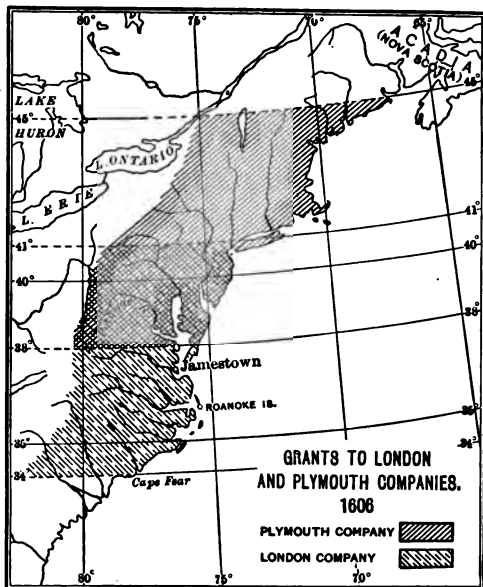 80° 75° 70° 65°
ACADIA
(NOVA SCOTIA)
45°
LAKE
HURON
45°
L. ONTARIO
L. ERIE
41°
41°
40°
40°
38°
Jamestown
ROANOKE IS.
35°
35°
34°
34°
Cape Fear
GRANTS TO LONDON
AND PLYMOUTH COMPANIES.
1606
PLYMOUTH COMPANY
LONDON COMPANY
80° 75° 70°